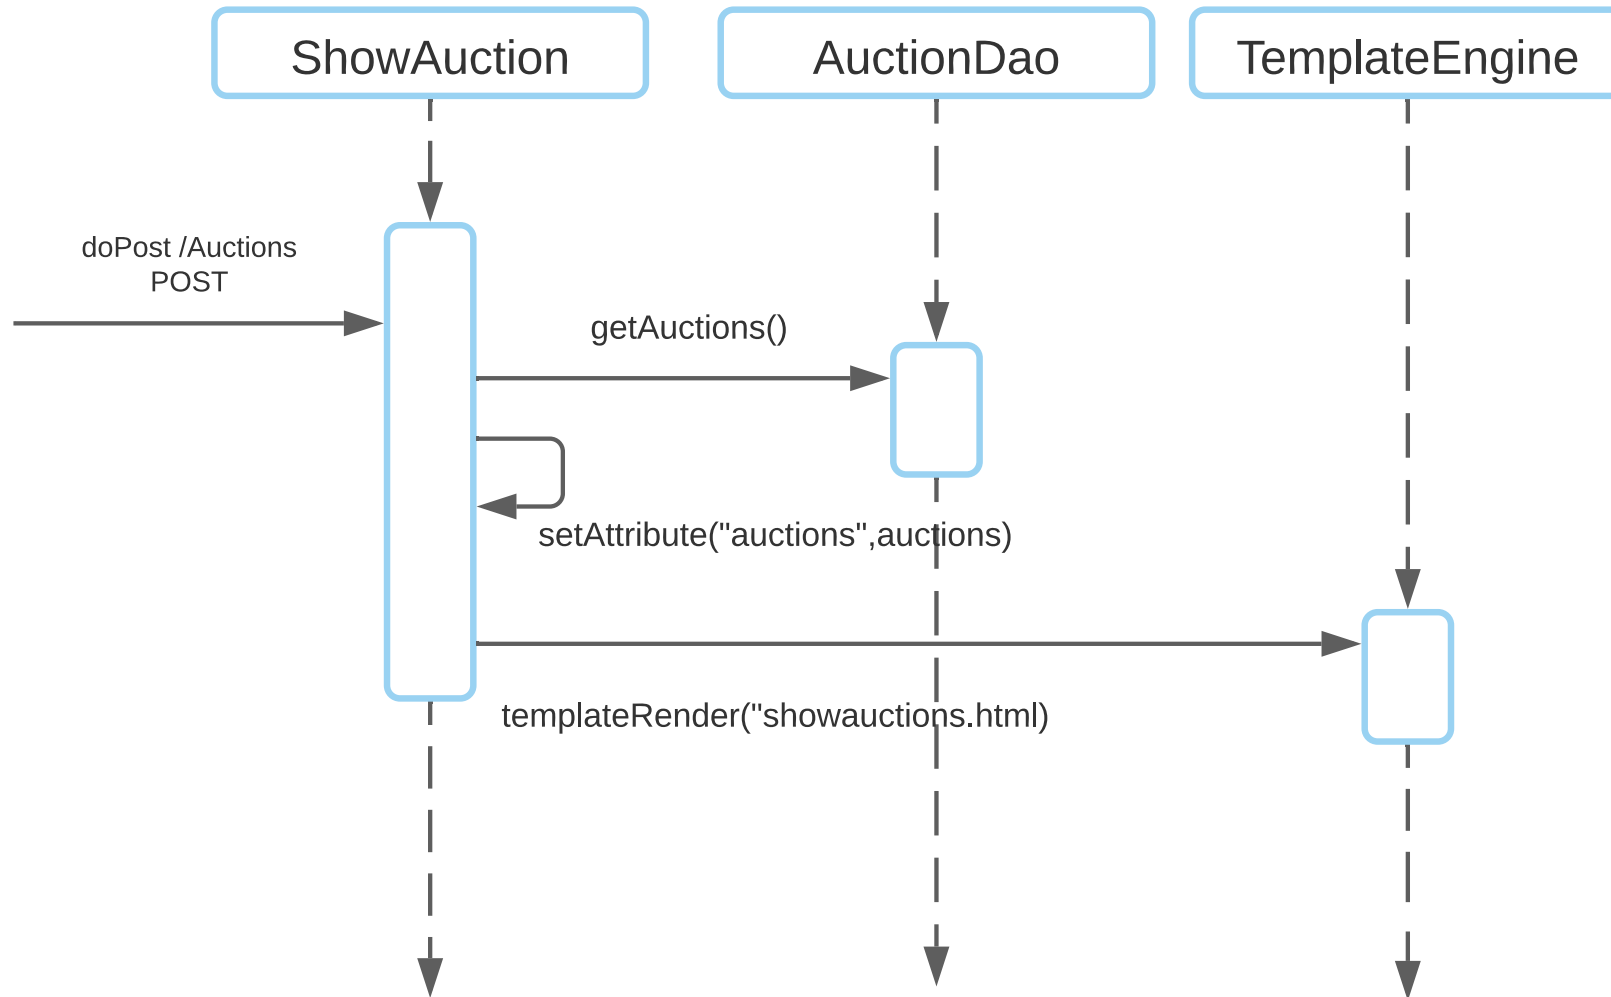 ShowAuction
AuctionDao
TemplateEngine
doPost /Auctions
POST
getAuctions()
setAttribute("auctions",auctions)
templateRender("showauctions.html)